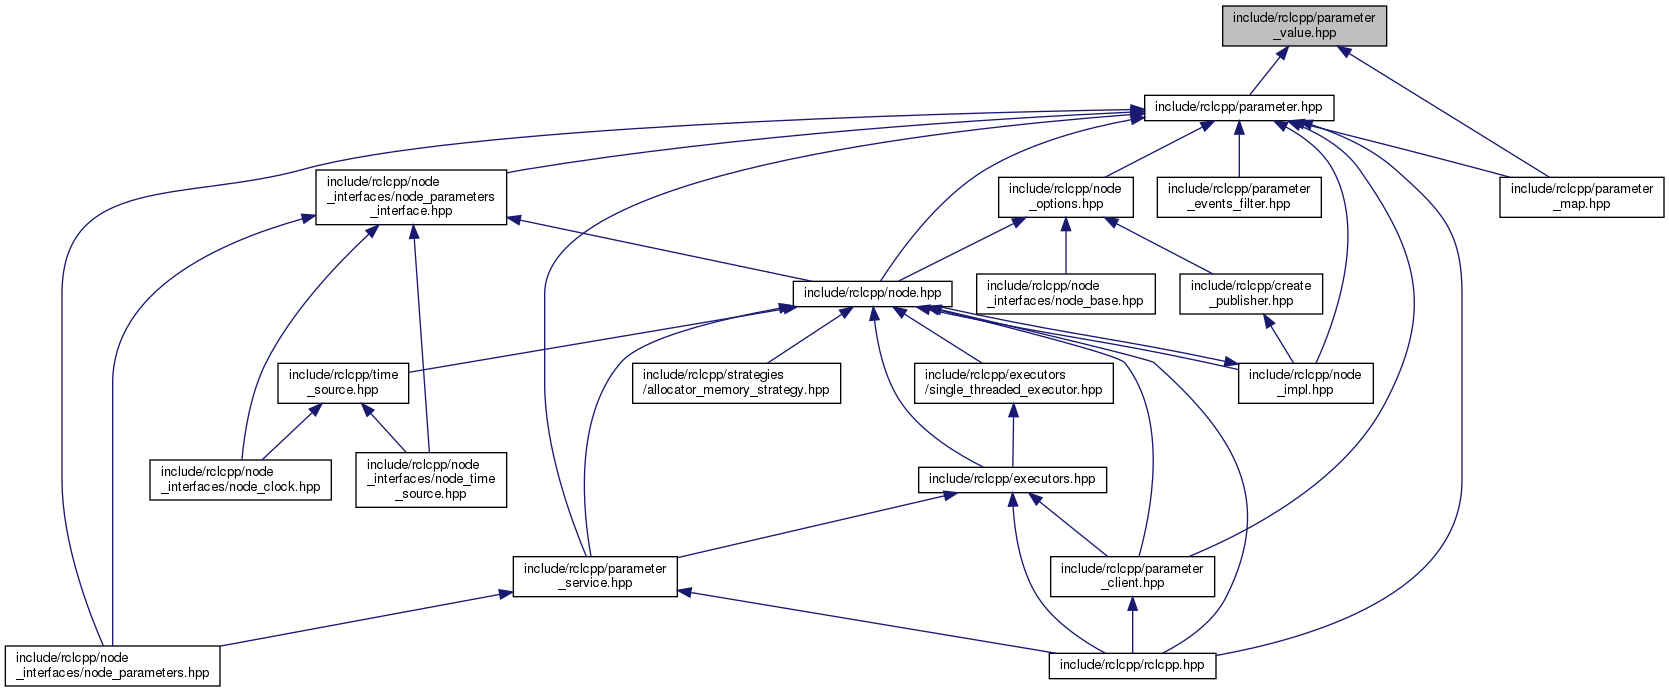 include/rclcpp/parameter
_value.hpp
include/rclcpp/parameter.hpp
include/rclcpp/node
_interfaces/node_parameters
_interface.hpp
include/rclcpp/node
_options.hpp
include/rclcpp/parameter
_events_filter.hpp
include/rclcpp/parameter
_map.hpp
include/rclcpp/node.hpp
include/rclcpp/node
_interfaces/node_base.hpp
include/rclcpp/create
_publisher.hpp
include/rclcpp/time
_source.hpp
include/rclcpp/strategies
/allocator_memory_strategy.hpp
include/rclcpp/executors
/single_threaded_executor.hpp
include/rclcpp/node
_impl.hpp
include/rclcpp/node
_interfaces/node_clock.hpp
include/rclcpp/node
_interfaces/node_time
_source.hpp
include/rclcpp/executors.hpp
include/rclcpp/parameter
_service.hpp
include/rclcpp/parameter
_client.hpp
include/rclcpp/node
_interfaces/node_parameters.hpp
include/rclcpp/rclcpp.hpp